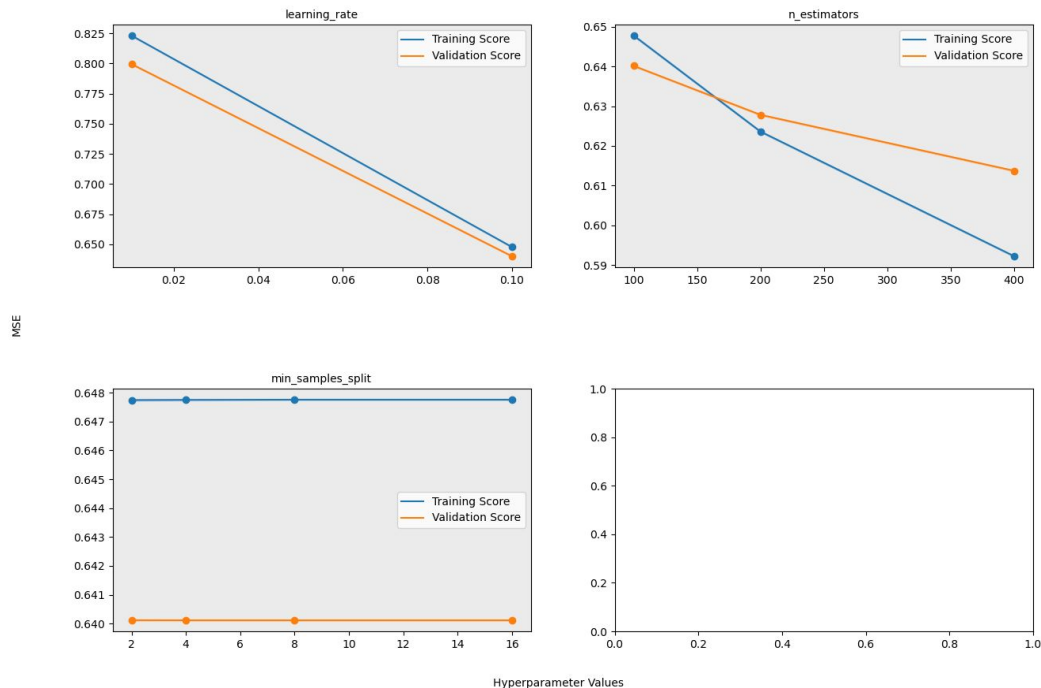 learning_rate
0.825
0.800
0.775
0.750
0.725
0.700
0.675
0.650
Training Score
Validation Score
0.02 0.04 0.06 0.08 0.10
n_estimators
0.65
0.64
0.63
0.62
0.61
0.60
0.59
Training Score
Validation Score
100 150 200 250 300 350 400
MSE
min_samples_split
0.648
0.647
0.646
0.645
0.644
0.643
0.642
0.641
0.640
Training Score
Validation Score
2 4 6 8 10 12 14 16
1.0
0.8
0.6
0.4
0.2
0.0
0.0 0.2 0.4 0.6 0.8 1.0
Hyperparameter Values